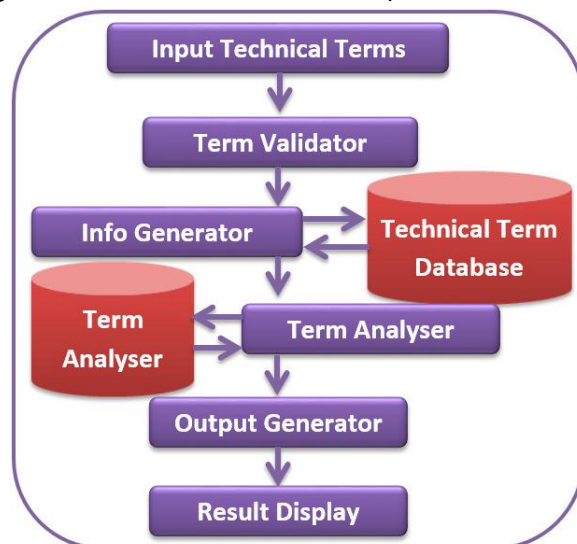 Input Technical Terms
Term Validator
Info Generator
Technical Term
Database
Term
Analyser
Term Analyser
Output Generator
Result Display